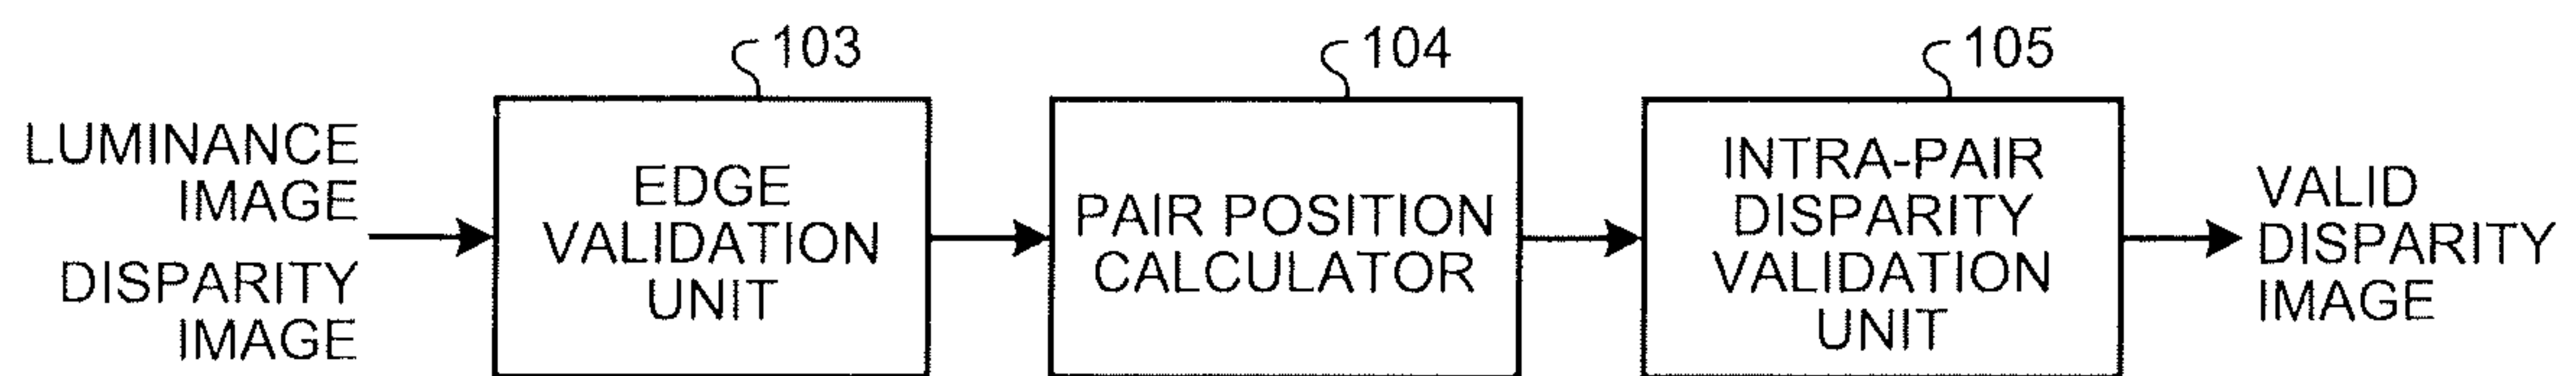 103
104
105
LUMINANCE
IMAGE
DISPARITY
IMAGE
EDGE
VALIDATION
UNIT
PAIR POSITION
CALCULATOR
INTRA-PAIR
DISPARITY
VALIDATION
UNIT
VALID
DISPARITY
IMAGE